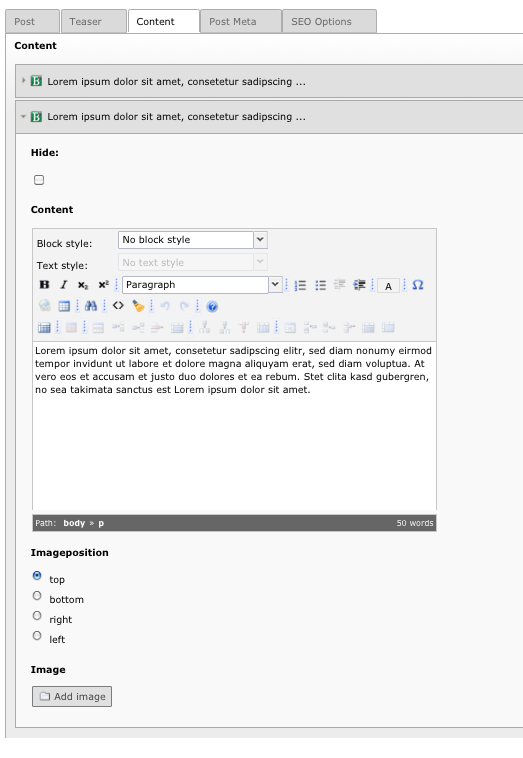 Post Teaser Content Post Meta SEO Options
Content
Lorem ipsum dolor sit amet, consetetur sadipscing ...
Lorem ipsum dolor sit amet, consetetur sadipscing ...
Hide:
Content
Block style: No block style
Text style: No text style
B I x₂ x² Paragraph A Ω
Lorem ipsum dolor sit amet, consetetur sadipscing elitr, sed diam nonumy eirmod
tempor invidunt ut labore et dolore magna aliquyam erat, sed diam voluptua. At
vero eos et accusam et justo duo dolores et ea rebum. Stet clita kasd gubergren,
no sea takimata sanctus est Lorem ipsum dolor sit amet.
Path: body » p 50 words
Imageposition
top
bottom
right
left
Image
Add image